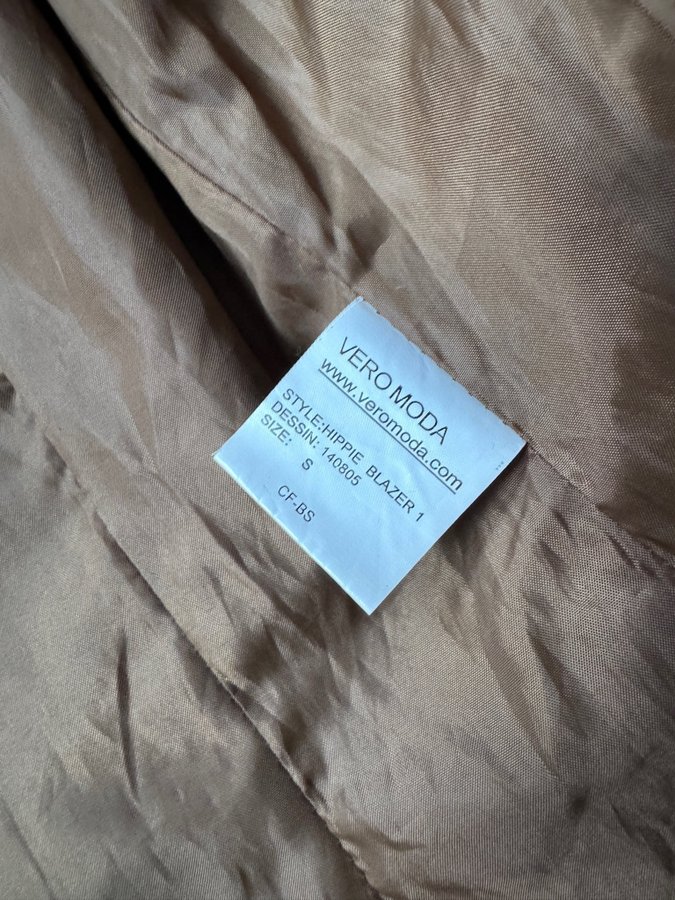 VERO MODA
www.veromoda.com
STYLE:HIPPIE BLAZER 1
DESSIN: 140805
SIZE: S
CF-BS